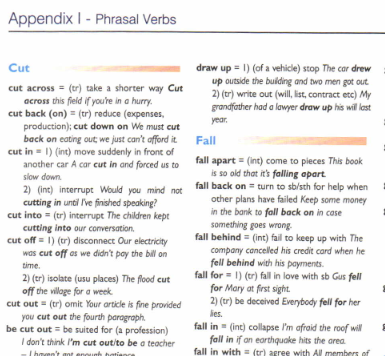 Appendix I - Phrasal Verbs
Cut
cut across = (tr) take a shorter way Cut
across this field if you're in a hurry.
cut back (on) = (tr) reduce (expenses,
production); cut down on We must cut
back on eating out; we just can't afford it.
cut in = 1) (int) move suddenly in front of
another car A car cut in and forced us to
slow down.
2) (int) interrupt Would you mind not
cutting in until I've finished speaking?
cut into = (tr) interrupt The children kept
cutting into our conversation.
cut off = 1) (tr) disconnect Our electricity
was cut off as we didn't pay the bill on
time.
2) (tr) isolate (usu places) The flood cut
off the village for a week.
cut out = (tr) omit Your article is fine provided
you cut out the fourth paragraph.
be cut out = be suited for (a profession)
I don't think I'm cut out/to be a teacher
– I haven't got enough patience
draw up = 1) (of a vehicle) stop The car drew
up outside the building and two men got out.
2) (tr) write out (will, list, contract etc) My
grandfather had a lawyer draw up his will last
year.
Fall
fall apart = (int) come to pieces This book
is so old that it's falling apart.
fall back on = turn to sb/sth for help when
other plans have failed Keep some money
in the bank to fall back on in case
something goes wrong.
fall behind = (int) fail to keep up with The
company cancelled his credit card when he
fell behind with his payments.
fall for = 1) (tr) fall in love with sb Gus fell
for Mary at first sight.
2) (tr) be deceived Everybody fell for her
lies.
fall in = (int) collapse I'm afraid the roof will
fall in if an earthquake hits the area.
fall in with = (tr) agree with All members of